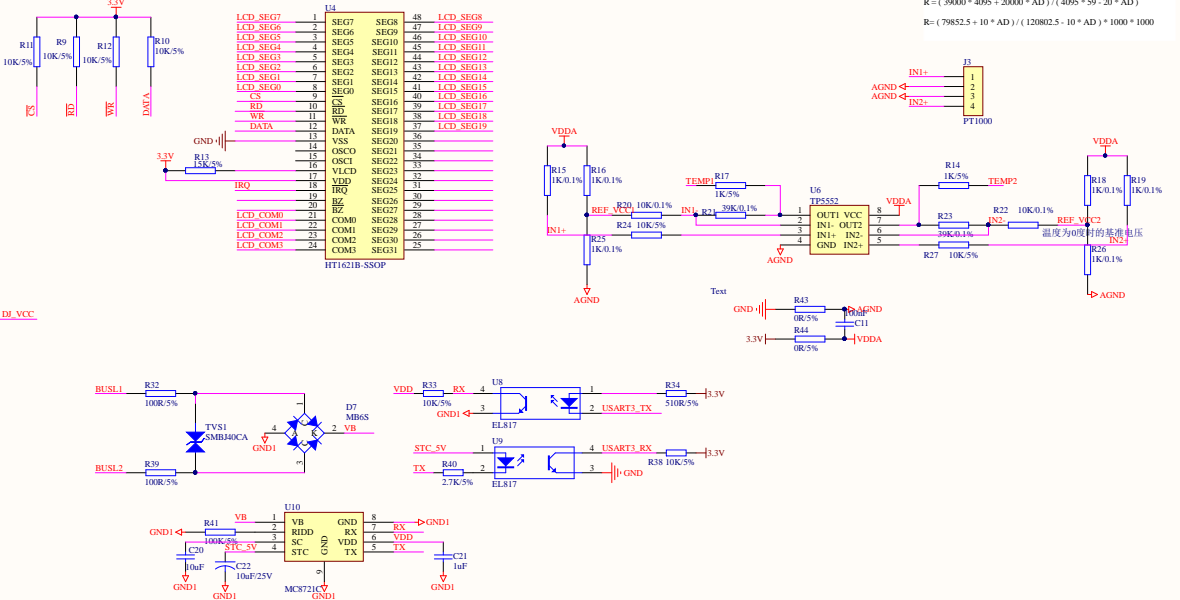 3.3V
R11
10K/5%
R9
10K/5%
R12
10K/5%
R10
10K/5%
CS
RD
WR
DATA
U4
LCD_SEG7 1 SEG7 SEG8 48 LCD_SEG8
LCD_SEG6 2 SEG6 SEG9 47 LCD_SEG9
LCD_SEG5 3 SEG5 SEG10 46 LCD_SEG10
LCD_SEG4 4 SEG4 SEG11 45 LCD_SEG11
LCD_SEG3 5 SEG3 SEG12 44 LCD_SEG12
LCD_SEG2 6 SEG2 SEG13 43 LCD_SEG13
LCD_SEG1 7 SEG1 SEG14 42 LCD_SEG14
LCD_SEG0 8 SEG0 SEG15 41 LCD_SEG15
CS 9 CS SEG16 40 LCD_SEG16
RD 10 RD SEG17 39 LCD_SEG17
WR 11 WR SEG18 38 LCD_SEG18
DATA 12 DATA SEG19 37 LCD_SEG19
GND 13 VSS SEG20 36
14 OSCO SEG21 35
15 OSCI SEG22 34
3.3V R13 15K/5% 16 VLCD SEG23 33
17 VDD SEG24 32
IRQ 18 IRQ SEG25 31
19 BZ SEG26 30
20 BZ SEG27 29
LCD_COM0 21 COM0 SEG28 28
LCD_COM1 22 COM1 SEG29 27
LCD_COM2 23 COM2 SEG30 26
LCD_COM3 24 COM3 SEG31 25
HT1621B-SSOP
R = ( 39000 * 4095 + 20000 * AD ) / ( 4095 * 59 - 20 * AD )
R= ( 79852.5 + 10 * AD ) / ( 120802.5 - 10 * AD ) * 1000 * 1000
J3
IN1+ 1
AGND 2
AGND 3
IN2+ 4
PT1000
VDDA
R15
1K/0.1%
R16
1K/0.1%
REF_VCC1
IN1+
R25
1K/0.1%
AGND
R20 10K/0.1%
R24 10K/5%
IN1-
TEMP1
R17
1K/5%
R21 39K/0.1%
U6
TP5552
1 OUT1 VCC 8
2 IN1- OUT2 7
3 IN1+ IN2- 6
4 GND IN2+ 5
AGND
VDDA
R14
1K/5%
TEMP2
R23
39K/0.1%
R27 10K/5%
IN2-
R22 10K/0.1%
REF_VCC2
温度为0度时的基准电压
IN2+
VDDA
R18
1K/0.1%
R19
1K/0.1%
R26
1K/0.1%
AGND
Text
GND
R43
0R/5%
AGND
100nF
C11
3.3V
R44
0R/5%
VDDA
DJ_VCC
BUSL1
R32
100R/5%
TVS1
SMBJ40CA
BUSL2
R39
100R/5%
D7
MB6S
1
4
2 VB
3
GND1
U8
VDD
R33
10K/5%
RX 4
GND1 3
1
2 USART3_TX
R34
510R/5%
3.3V
EL817
U9
STC_5V 1
TX
R40
2.7K/5%
2
4 USART3_RX
3 GND
R38 10K/5%
3.3V
EL817
U10
VB 1 VB GND 8 GND1
GND1 R41 100K/5% 2 RIDD RX 7 RX
3 SC VDD 6 VDD
STC_5V 4 STC TX 5 TX
GND
9
MC8721C
GND1
C20
10uF
GND1
C22
10uF/25V
GND1
C21
1uF
GND1